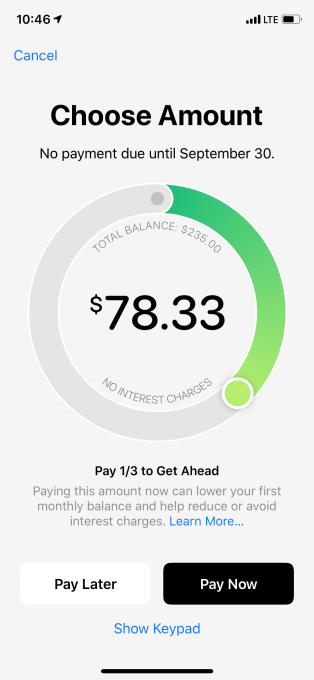 10:46 LTE
Cancel
Choose Amount
No payment due until September 30.
TOTAL BALANCE: $235.00
$78.33
NO INTEREST CHARGES
Pay 1/3 to Get Ahead
Paying this amount now can lower your first
monthly balance and help reduce or avoid
interest charges. Learn More...
Pay Later Pay Now
Show Keypad